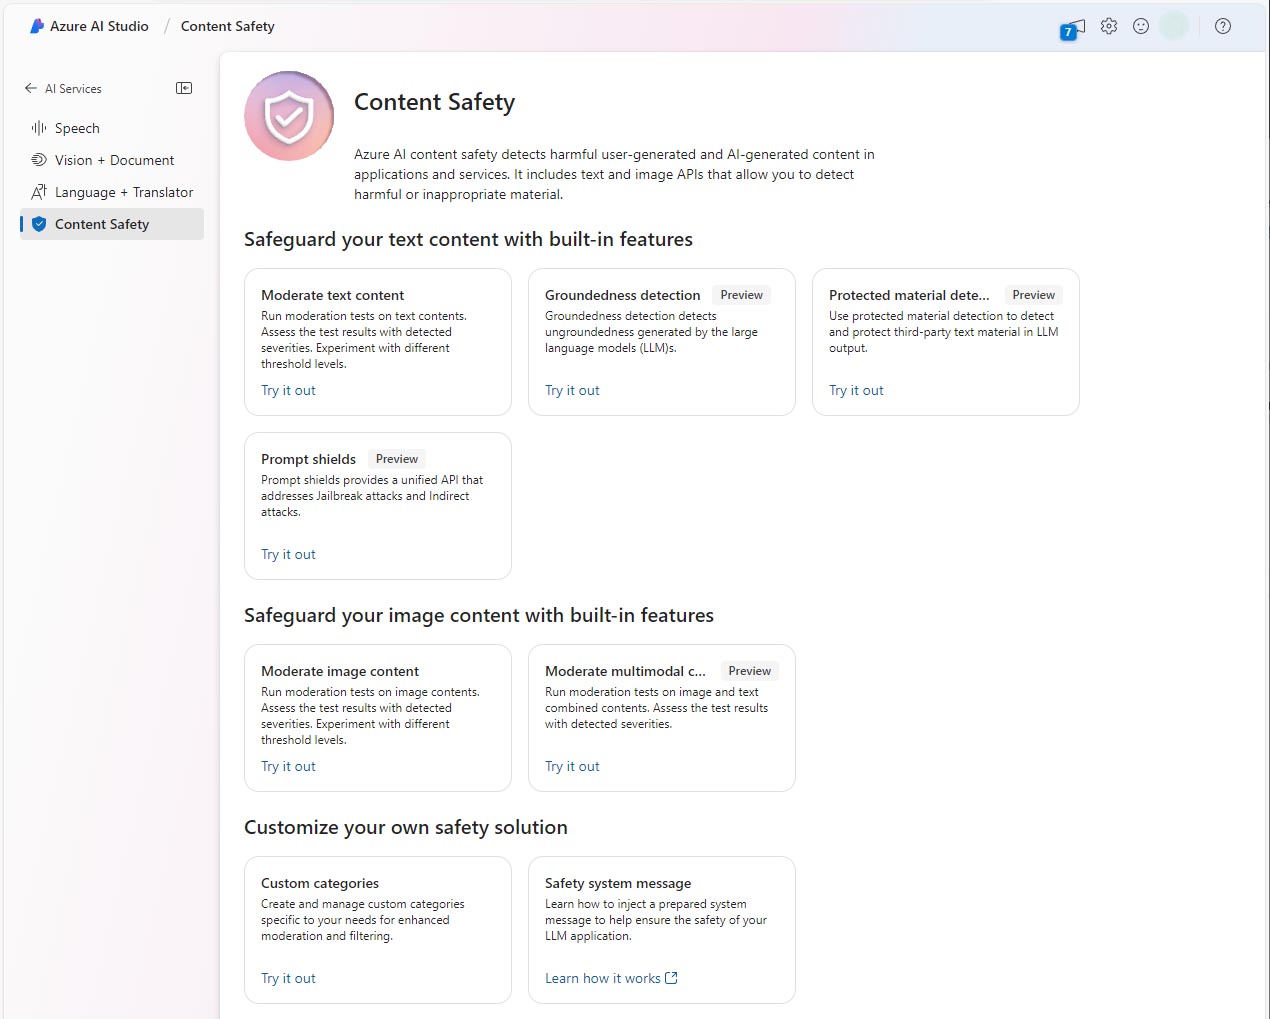 Azure AI Studio / Content Safety
7
AI Services
Speech
Vision + Document
Language + Translator
Content Safety
Content Safety
Azure AI content safety detects harmful user-generated and AI-generated content in
applications and services. It includes text and image APIs that allow you to detect
harmful or inappropriate material.
Safeguard your text content with built-in features
Moderate text content
Run moderation tests on text contents.
Assess the test results with detected
severities. Experiment with different
threshold levels.
Try it out
Groundedness detection Preview
Groundedness detection detects
ungroundedness generated by the large
language models (LLM)s.
Try it out
Protected material dete... Preview
Use protected material detection to detect
and protect third-party text material in LLM
output.
Try it out
Prompt shields Preview
Prompt shields provides a unified API that
addresses Jailbreak attacks and Indirect
attacks.
Try it out
Safeguard your image content with built-in features
Moderate image content
Run moderation tests on image contents.
Assess the test results with detected
severities. Experiment with different
threshold levels.
Try it out
Moderate multimodal c... Preview
Run moderation tests on image and text
combined contents. Assess the test results
with detected severities.
Try it out
Customize your own safety solution
Custom categories
Create and manage custom categories
specific to your needs for enhanced
moderation and filtering.
Try it out
Safety system message
Learn how to inject a prepared system
message to help ensure the safety of your
LLM application.
Learn how it works